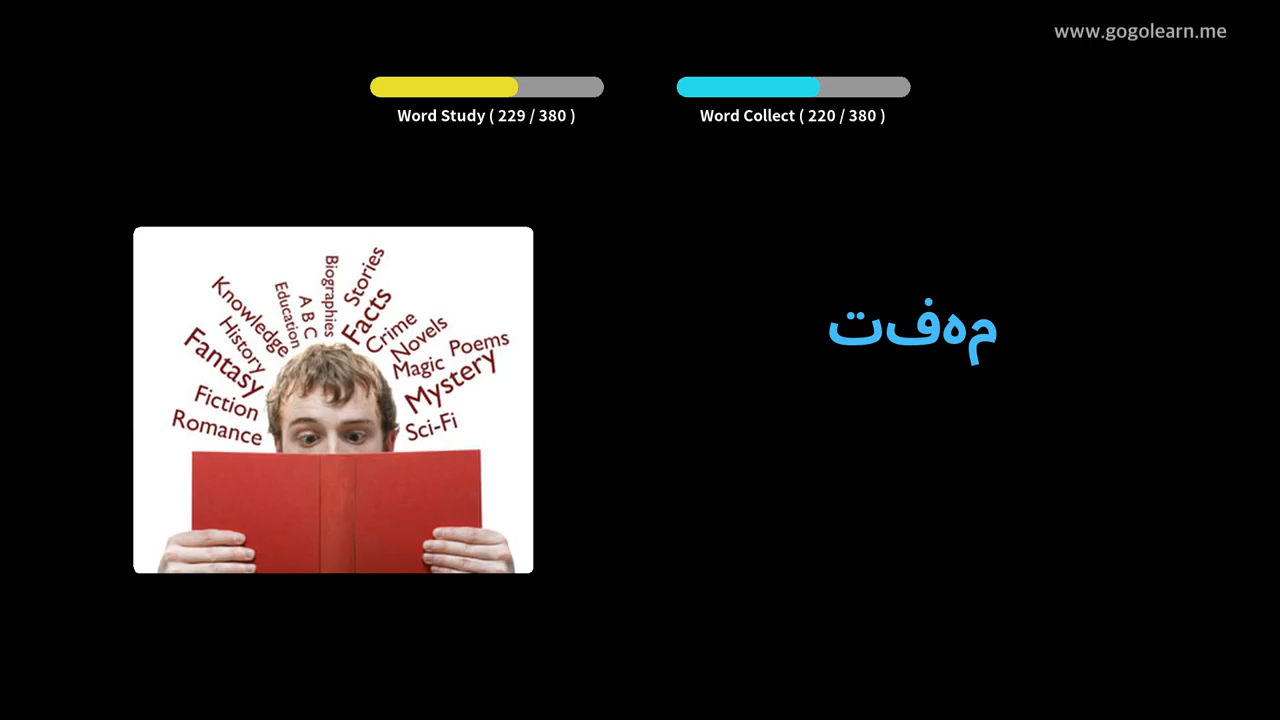 www.gogolearn.me
Word Study ( 229 / 380 )
Word Collect ( 220 / 380 )
Biographies
Stories
Education
A B C
Facts
Knowledge
Crime
History
Novels
Fantasy
Magic
Poems
Mystery
Fiction
Romance
Sci-Fi
مهفت